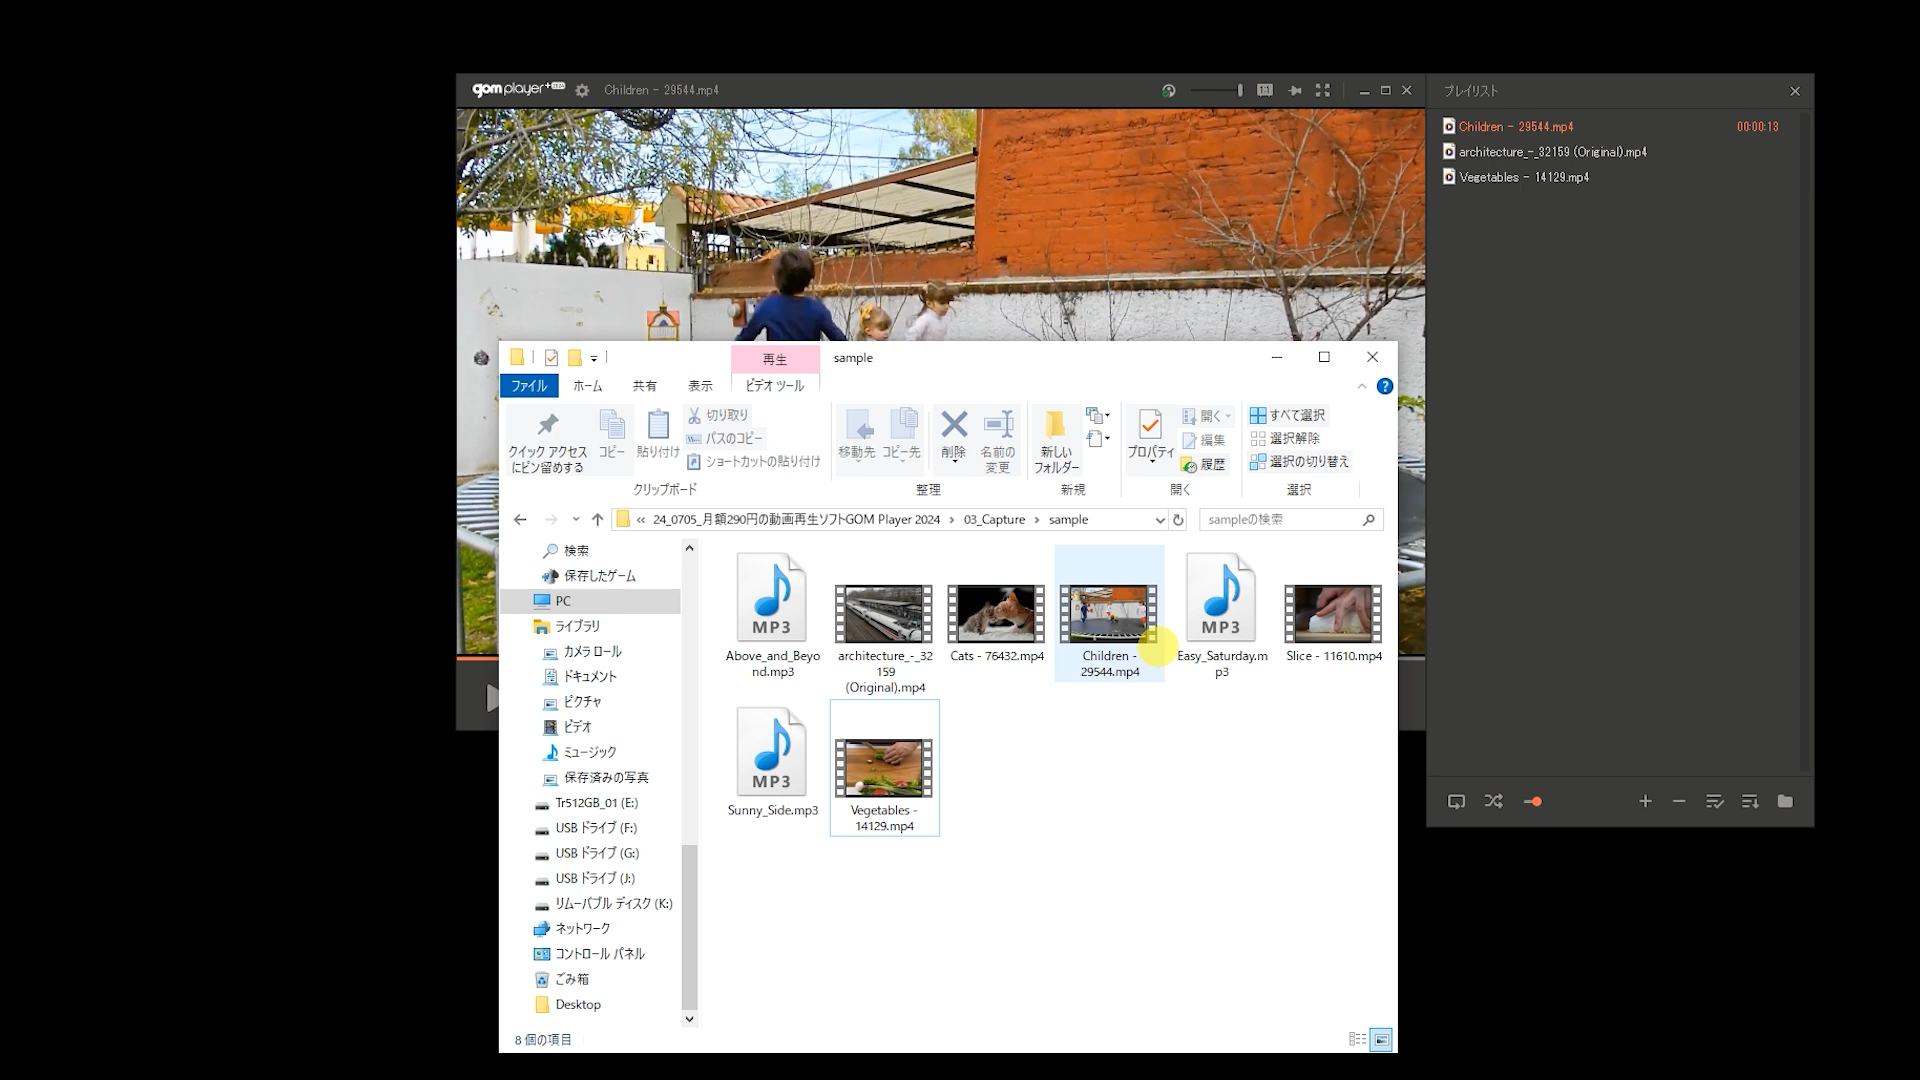 gom player+
Children - 29544.mp4
プレイリスト
Children - 29544.mp4
00:00:13
architecture_-_32159 (Original).mp4
Vegetables - 14129.mp4
再生
sample
ファイル
ホーム
共有
表示
ビデオ ツール
クイック アクセス
にピン留めする
コピー
貼り付け
切り取り
パスのコピー
ショートカットの貼り付け
クリップボード
移動先
コピー先
削除
名前の
変更
整理
新しい
フォルダー
新規
プロパティ
開く
編集
履歴
開く
すべて選択
選択解除
選択の切り替え
選択
« 24_0705_月額290円の動画再生ソフトGOM Player 2024 › 03_Capture › sample
sampleの検索
検索
保存したゲーム
PC
ライブラリ
カメラ ロール
ドキュメント
ピクチャ
ビデオ
ミュージック
保存済みの写真
Tr512GB_01 (E:)
USB ドライブ (F:)
USB ドライブ (G:)
USB ドライブ (J:)
リムーバブル ディスク (K:)
ネットワーク
コントロール パネル
ごみ箱
Desktop
MP3
Above_and_Beyo
nd.mp3
architecture_-_32
159
(Original).mp4
Cats - 76432.mp4
Children -
29544.mp4
MP3
Easy_Saturday.m
p3
Slice - 11610.mp4
MP3
Sunny_Side.mp3
Vegetables -
14129.mp4
8 個の項目